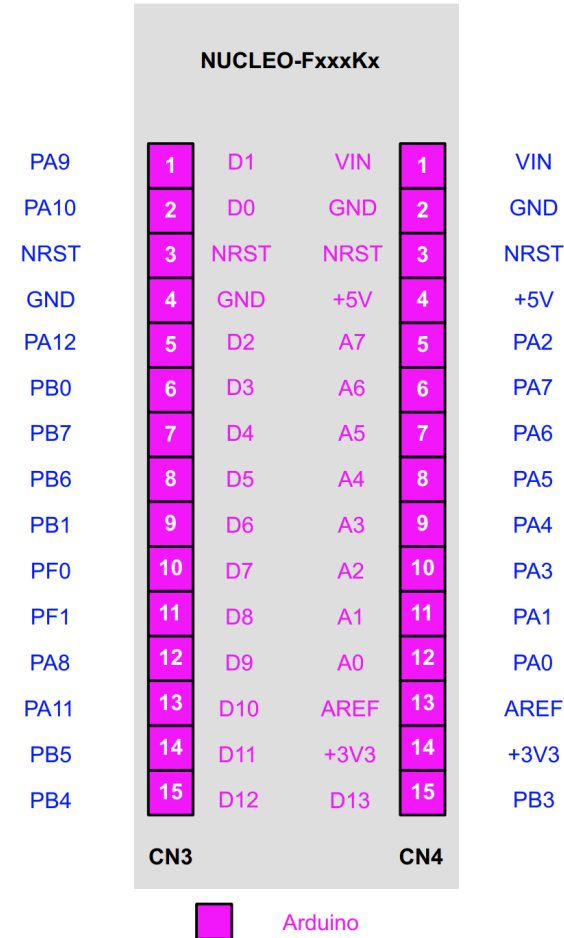 NUCLEO-FxxxKx
PA9 1 D1 VIN 1 VIN
PA10 2 D0 GND 2 GND
NRST 3 NRST NRST 3 NRST
GND 4 GND +5V 4 +5V
PA12 5 D2 A7 5 PA2
PB0 6 D3 A6 6 PA7
PB7 7 D4 A5 7 PA6
PB6 8 D5 A4 8 PA5
PB1 9 D6 A3 9 PA4
PF0 10 D7 A2 10 PA3
PF1 11 D8 A1 11 PA1
PA8 12 D9 A0 12 PA0
PA11 13 D10 AREF 13 AREF
PB5 14 D11 +3V3 14 +3V3
PB4 15 D12 D13 15 PB3
CN3 CN4
Arduino